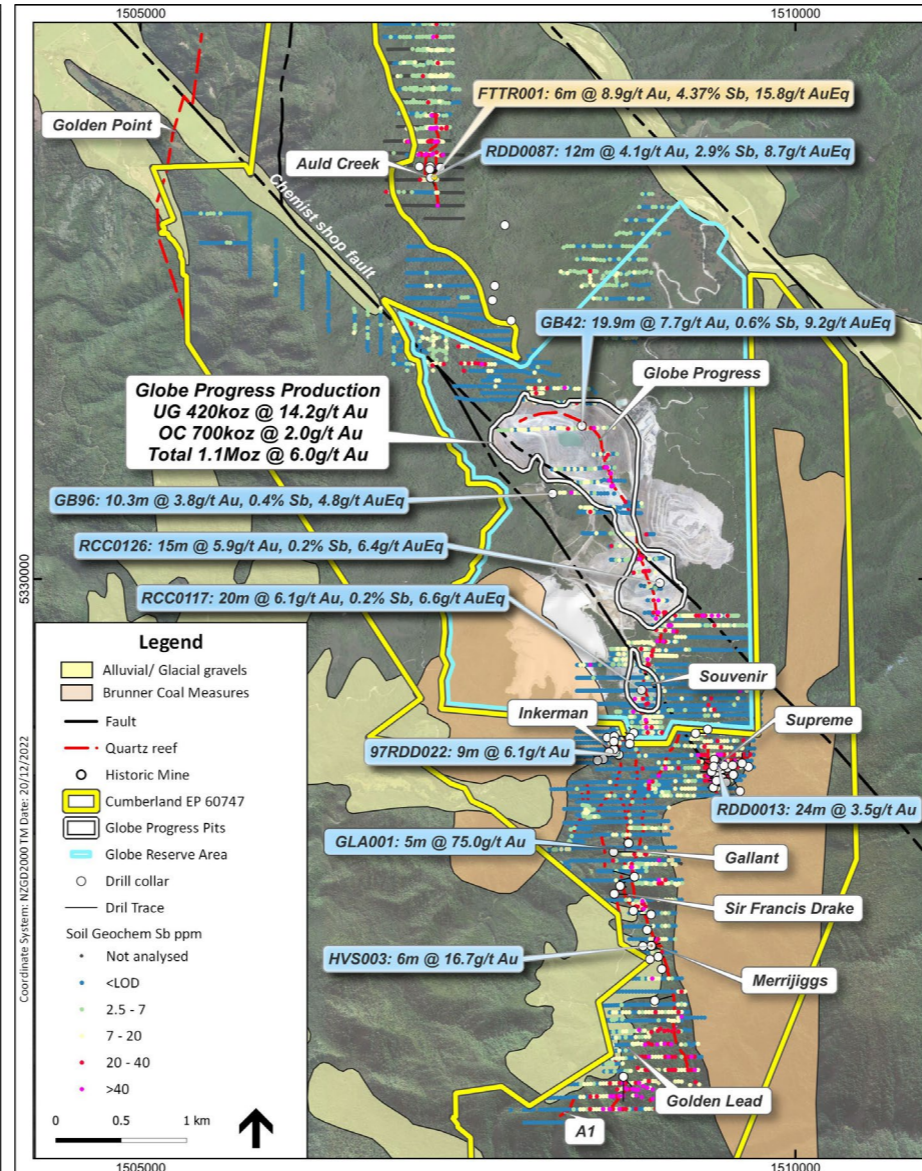 1505000
1510000
FTTR001: 6m @ 8.9g/t Au, 4.37% Sb, 15.8g/t AuEq
Golden Point
Auld Creek
RDD0087: 12m @ 4.1g/t Au, 2.9% Sb, 8.7g/t AuEq
Chemist shop fault
GB42: 19.9m @ 7.7g/t Au, 0.6% Sb, 9.2g/t AuEq
Globe Progress
Globe Progress Production
UG 420koz @ 14.2g/t Au
OC 700koz @ 2.0g/t Au
Total 1.1Moz @ 6.0g/t Au
GB96: 10.3m @ 3.8g/t Au, 0.4% Sb, 4.8g/t AuEq
RCC0126: 15m @ 5.9g/t Au, 0.2% Sb, 6.4g/t AuEq
5330000
RCC0117: 20m @ 6.1g/t Au, 0.2% Sb, 6.6g/t AuEq
Souvenir
Inkerman
Supreme
97RDD022: 9m @ 6.1g/t Au
RDD0013: 24m @ 3.5g/t Au
GLA001: 5m @ 75.0g/t Au
Gallant
Sir Francis Drake
HVS003: 6m @ 16.7g/t Au
Merrijiggs
Golden Lead
A1
Legend
Alluvial/ Glacial gravels
Brunner Coal Measures
Fault
Quartz reef
Historic Mine
Cumberland EP 60747
Globe Progress Pits
Globe Reserve Area
Drill collar
Dril Trace
Soil Geochem Sb ppm
Not analysed
<LOD
2.5 - 7
7 - 20
20 - 40
>40
0 0.5 1 km
Coordinate System: NZGD2000 TTM Date: 20/12/2022
1505000
1510000